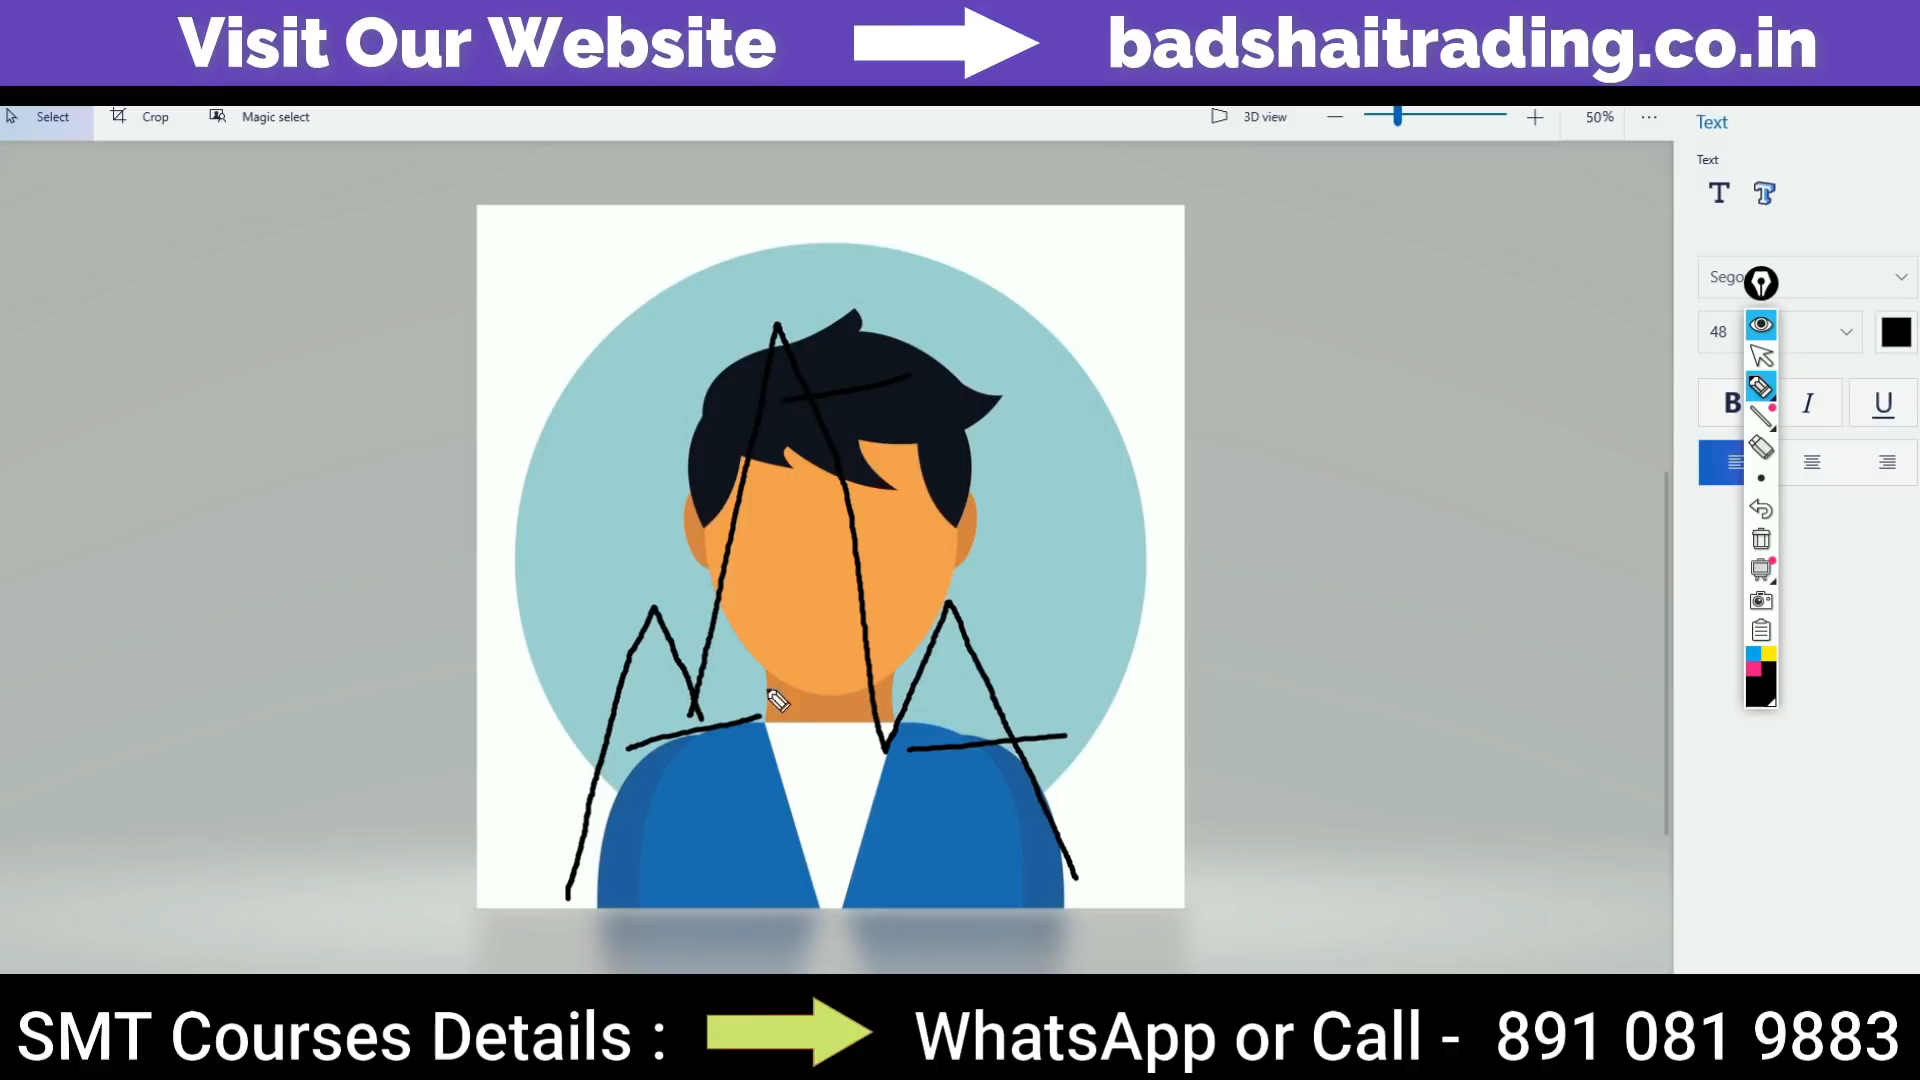 Visit Our Website badshaitrading.co.in
Select Crop Magic select 3D view 50% Text
Text
T
48
B I U
SMT Courses Details : WhatsApp or Call - 891 081 9883